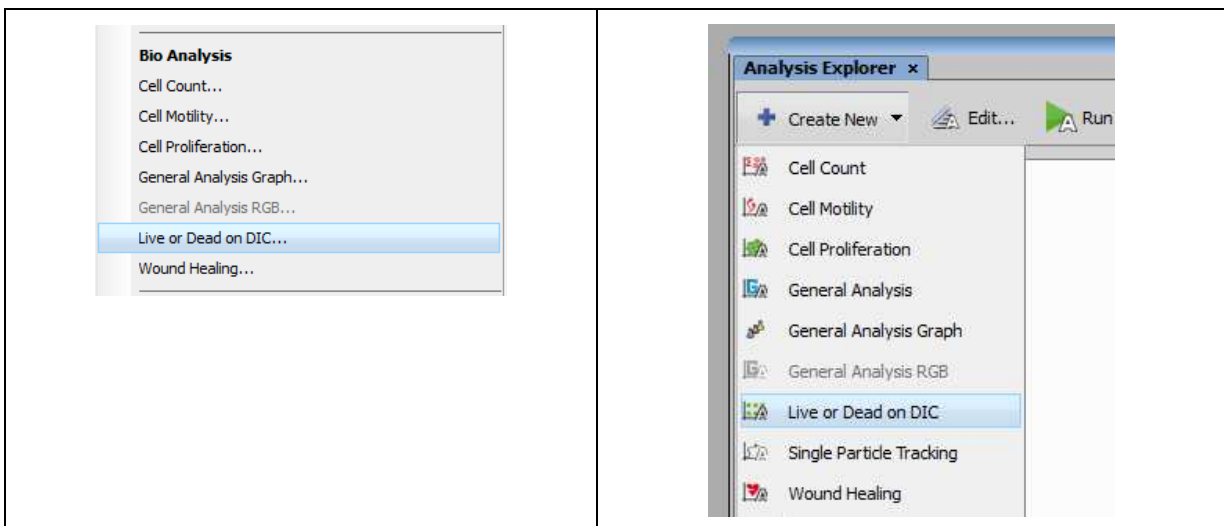 Bio Analysis
Cell Count...
Cell Motility...
Cell Proliferation...
General Analysis Graph...
General Analysis RGB...
Live or Dead on DIC...
Wound Healing...
Analysis Explorer ×
Create New Edit... Run
Cell Count
Cell Motility
Cell Proliferation
General Analysis
General Analysis Graph
General Analysis RGB
Live or Dead on DIC
Single Particle Tracking
Wound Healing